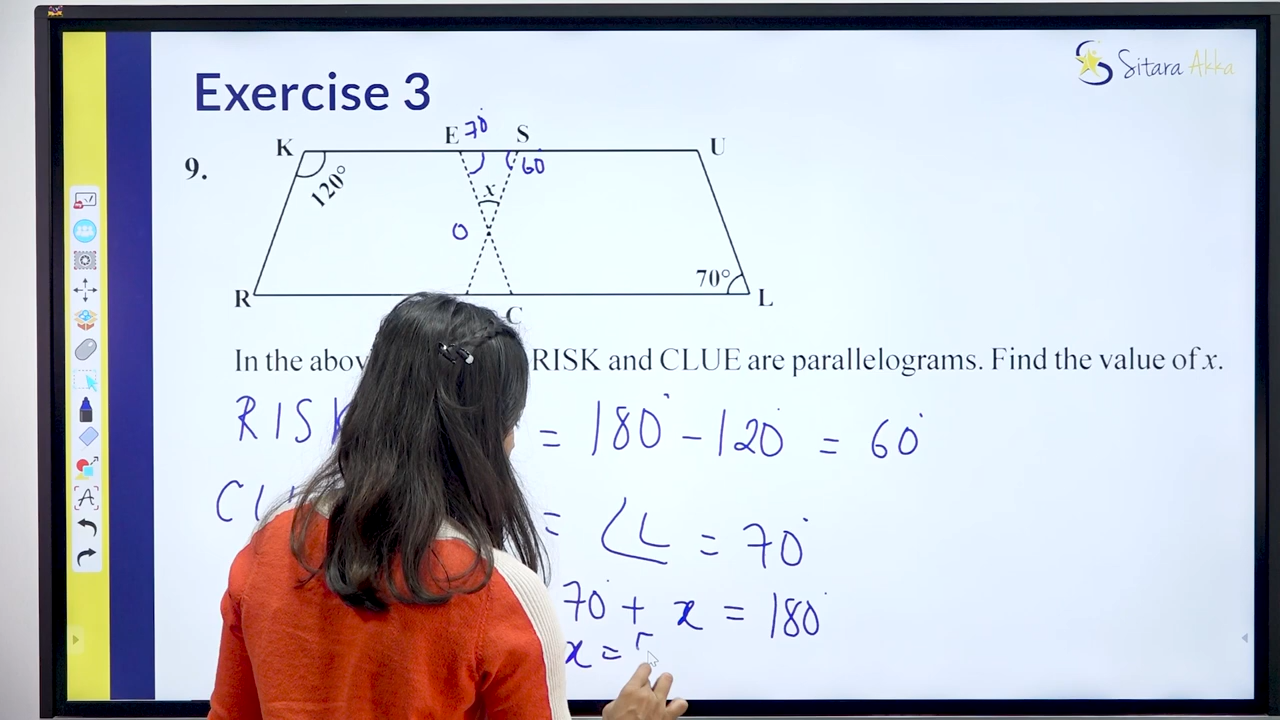 Sitara Akka
Exercise 3
9.
K E 70° S U
120° 60°
x
O
70°
R C L
In the abov RISK and CLUE are parallelograms. Find the value of x.
RISK = 180° - 120° = 60°
CL = ∠L = 70°
70° + x = 180°
x =